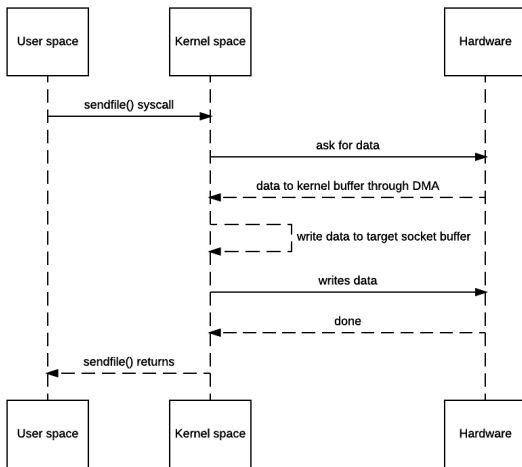 User space
Kernel space
Hardware
sendfile() syscall
ask for data
data to kernel buffer through DMA
write data to target socket buffer
writes data
done
sendfile() returns
User space
Kernel space
Hardware